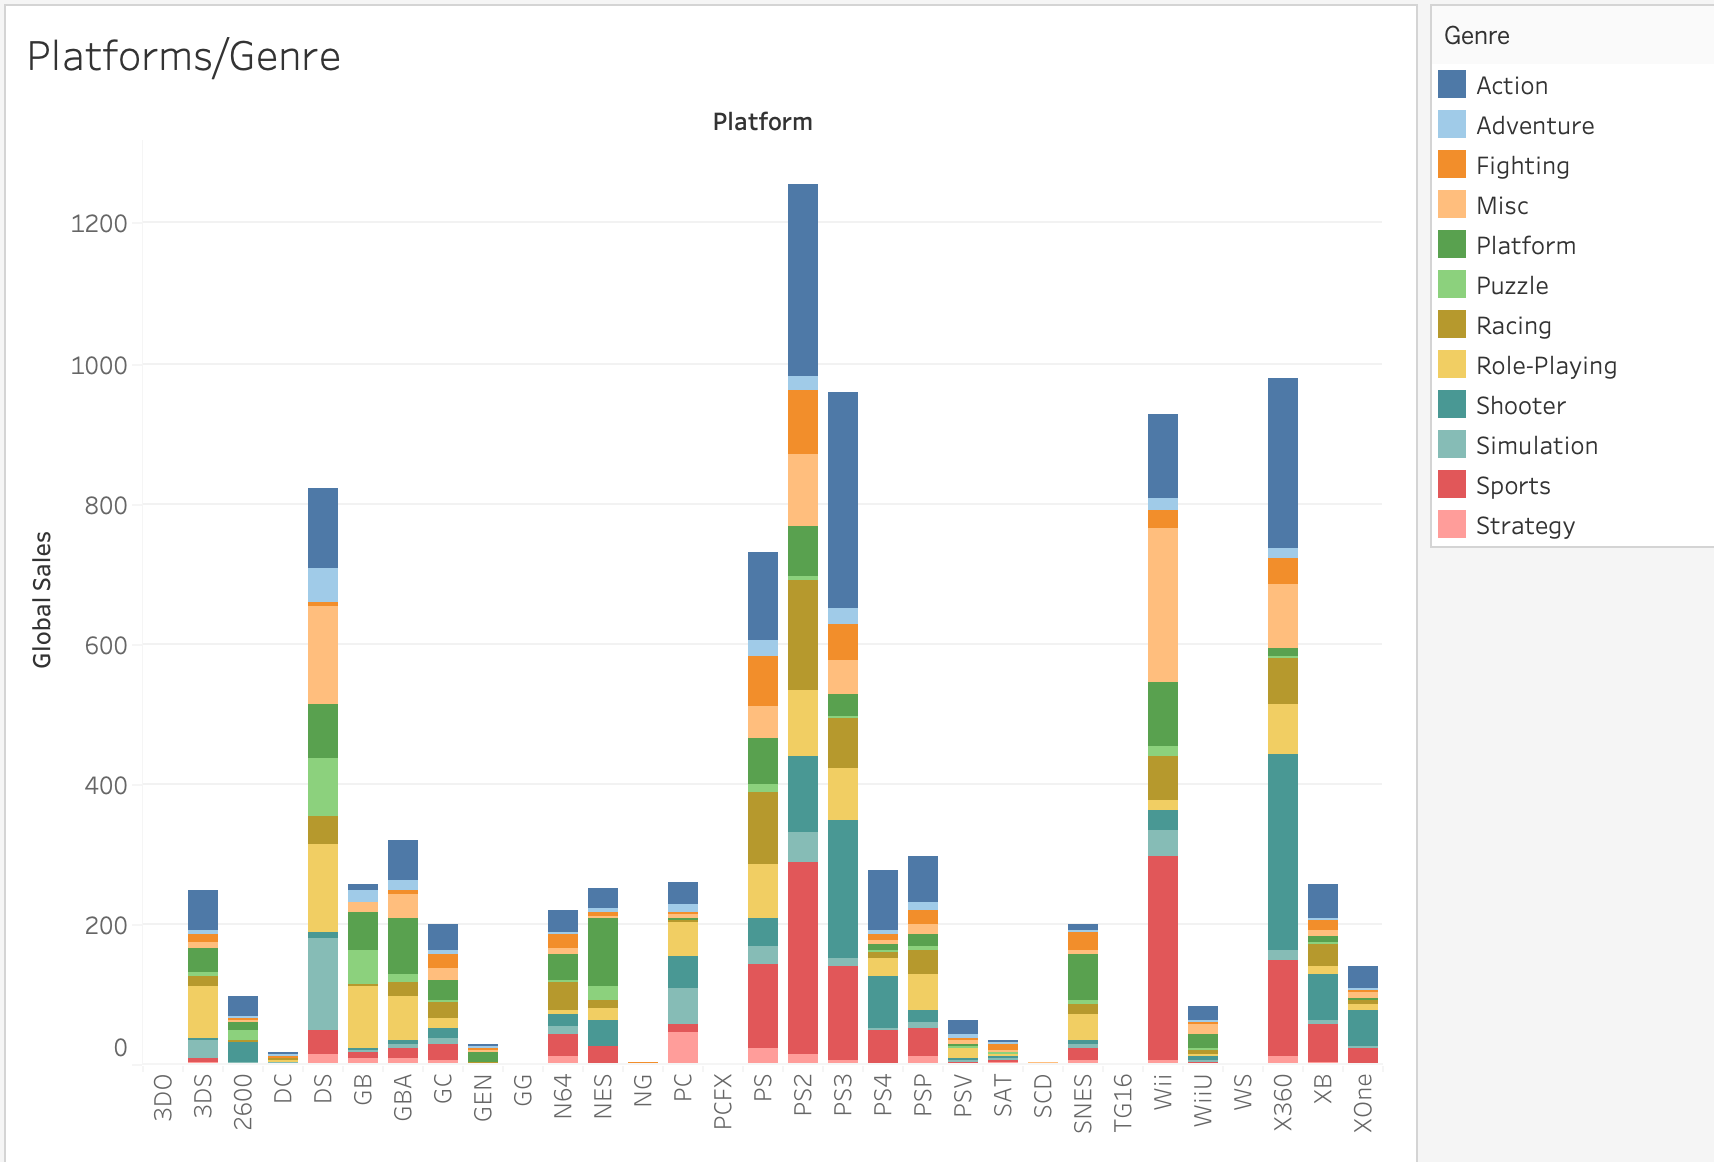 Platforms/Genre
Platform
Global Sales
1200
1000
800
600
400
200
0
3DO
3DS
2600
DC
DS
GB
GBA
GC
GEN
GG
N64
NES
NG
PC
PCFX
PS
PS2
PS3
PS4
PSP
PSV
SAT
SCD
SNES
TG16
Wii
WiiU
WS
X360
XB
XOne
Genre
Action
Adventure
Fighting
Misc
Platform
Puzzle
Racing
Role-Playing
Shooter
Simulation
Sports
Strategy